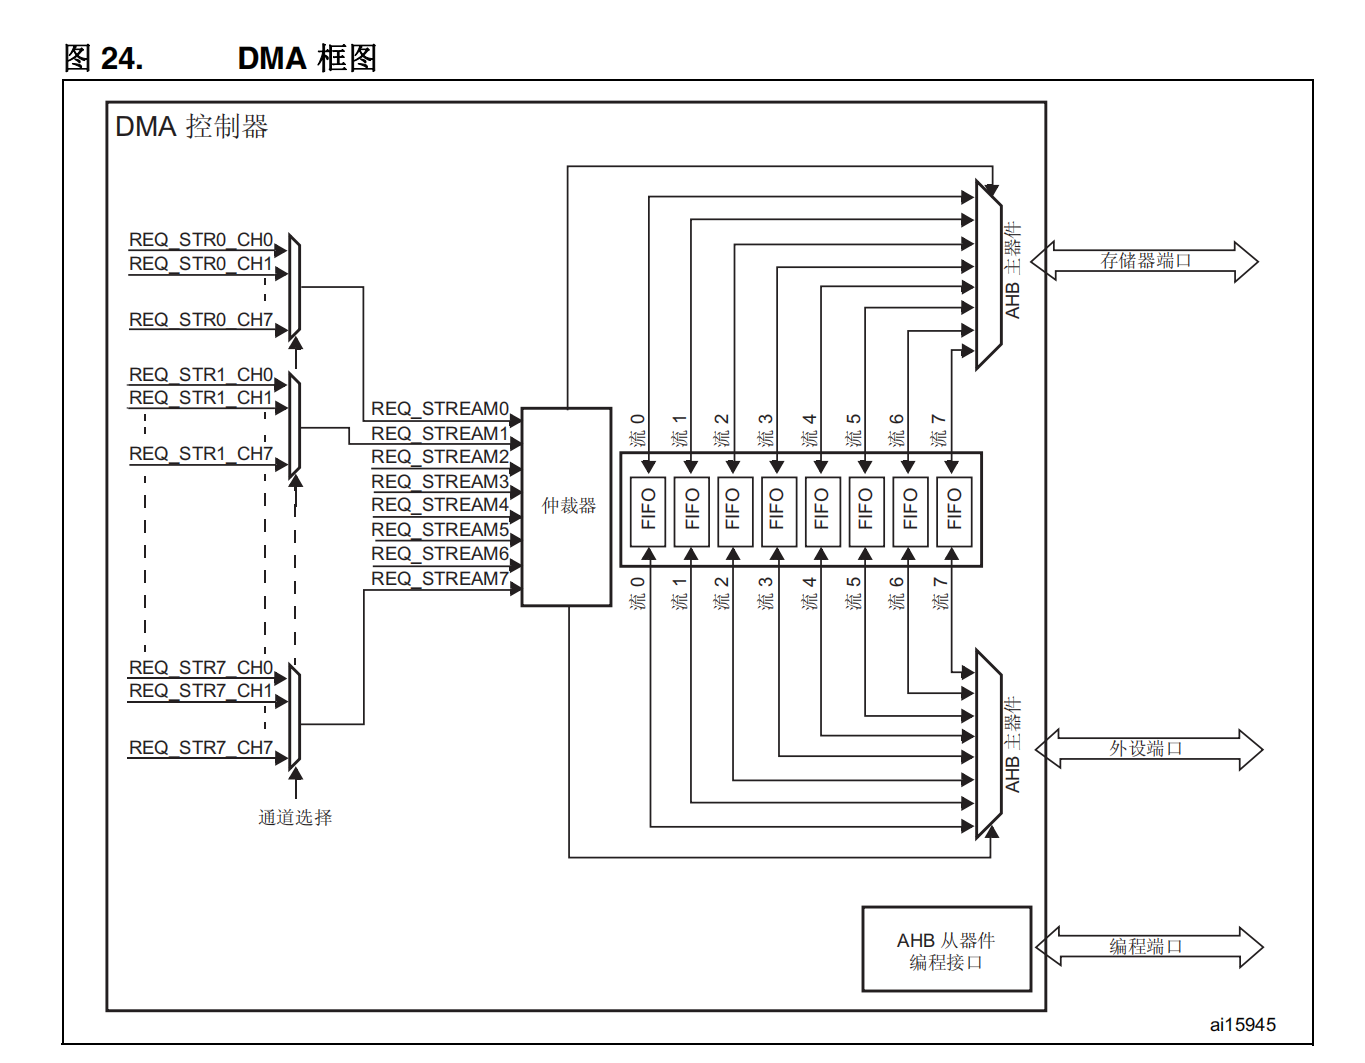 图 24. DMA 框图
DMA 控制器
REQ_STR0_CH0
REQ_STR0_CH1
REQ_STR0_CH7
REQ_STR1_CH0
REQ_STR1_CH1
REQ_STR1_CH7
REQ_STR7_CH0
REQ_STR7_CH1
REQ_STR7_CH7
通道选择
REQ_STREAM0
REQ_STREAM1
REQ_STREAM2
REQ_STREAM3
REQ_STREAM4
REQ_STREAM5
REQ_STREAM6
REQ_STREAM7
仲裁器
流 0
流 1
流 2
流 3
流 4
流 5
流 6
流 7
FIFO
FIFO
FIFO
FIFO
FIFO
FIFO
FIFO
FIFO
流 0
流 1
流 2
流 3
流 4
流 5
流 6
流 7
AHB 主器件
存储器端口
AHB 主器件
外设端口
AHB 从器件
编程接口
编程端口
ai15945